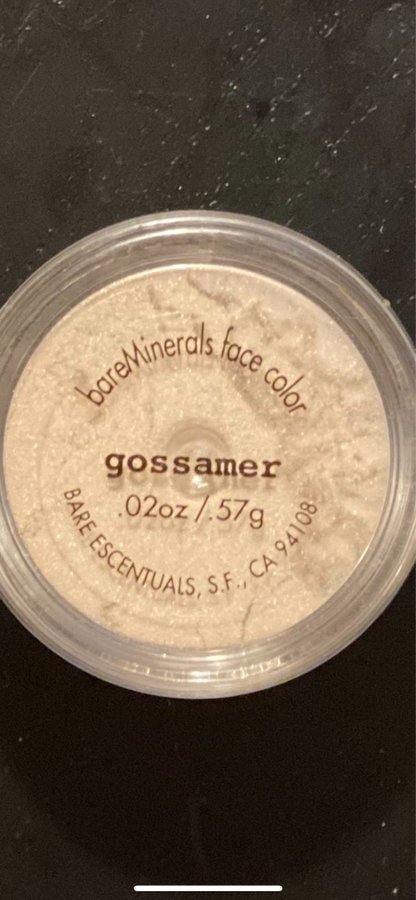 bareMinerals face color
gossamer
.02oz /.57g
BARE ESCENTUALS, S.F., CA 94108